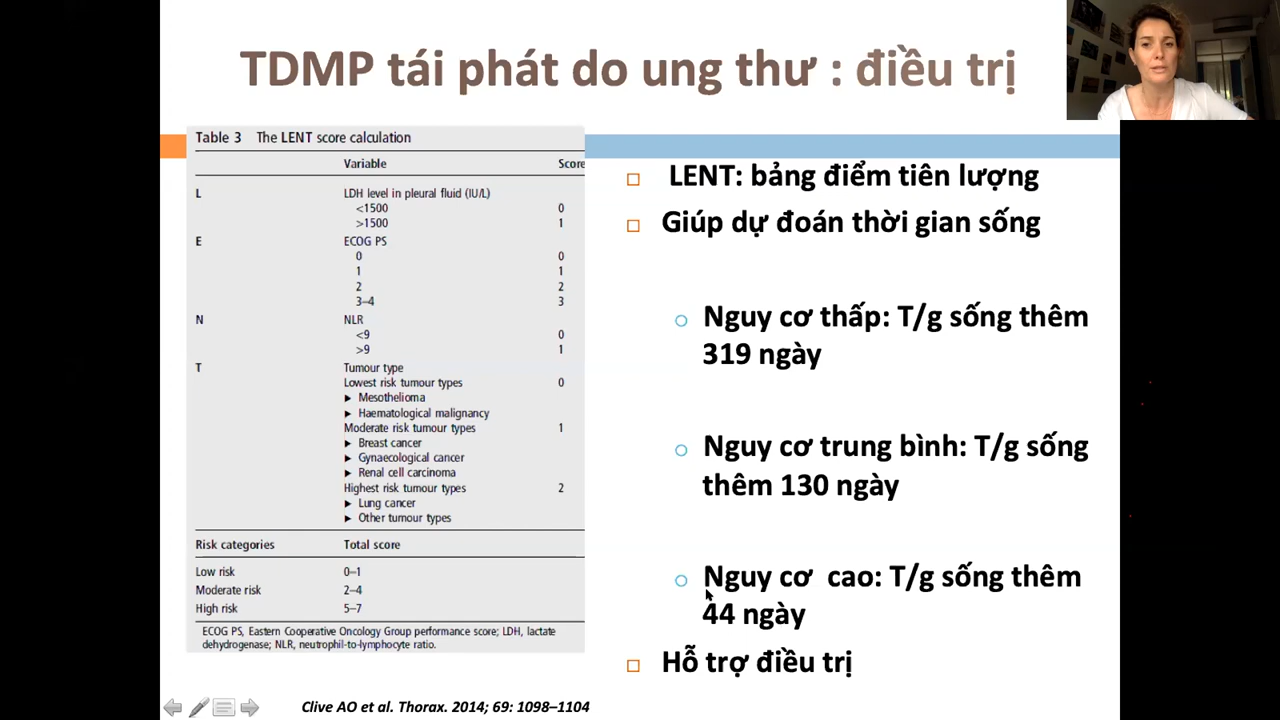 TDMP tái phát do ung thư : điều trị
Table 3 The LENT score calculation
Variable Score
L LDH level in pleural fluid (IU/L)
<1500 0
>1500 1
E ECOG PS
0 0
1 1
2 2
3–4 3
N NLR
<9 0
>9 1
T Tumour type
Lowest risk tumour types 0
► Mesothelioma
► Haematological malignancy
Moderate risk tumour types 1
► Breast cancer
► Gynaecological cancer
► Renal cell carcinoma
Highest risk tumour types 2
► Lung cancer
► Other tumour types
Risk categories Total score
Low risk 0–1
Moderate risk 2–4
High risk 5–7
ECOG PS, Eastern Cooperative Oncology Group performance score; LDH, lactate
dehydrogenase; NLR, neutrophil-to-lymphocyte ratio.
LENT: bảng điểm tiên lượng
Giúp dự đoán thời gian sống
Nguy cơ thấp: T/g sống thêm
319 ngày
Nguy cơ trung bình: T/g sống
thêm 130 ngày
Nguy cơ cao: T/g sống thêm
44 ngày
Hỗ trợ điều trị
Clive AO et al. Thorax. 2014; 69: 1098–1104